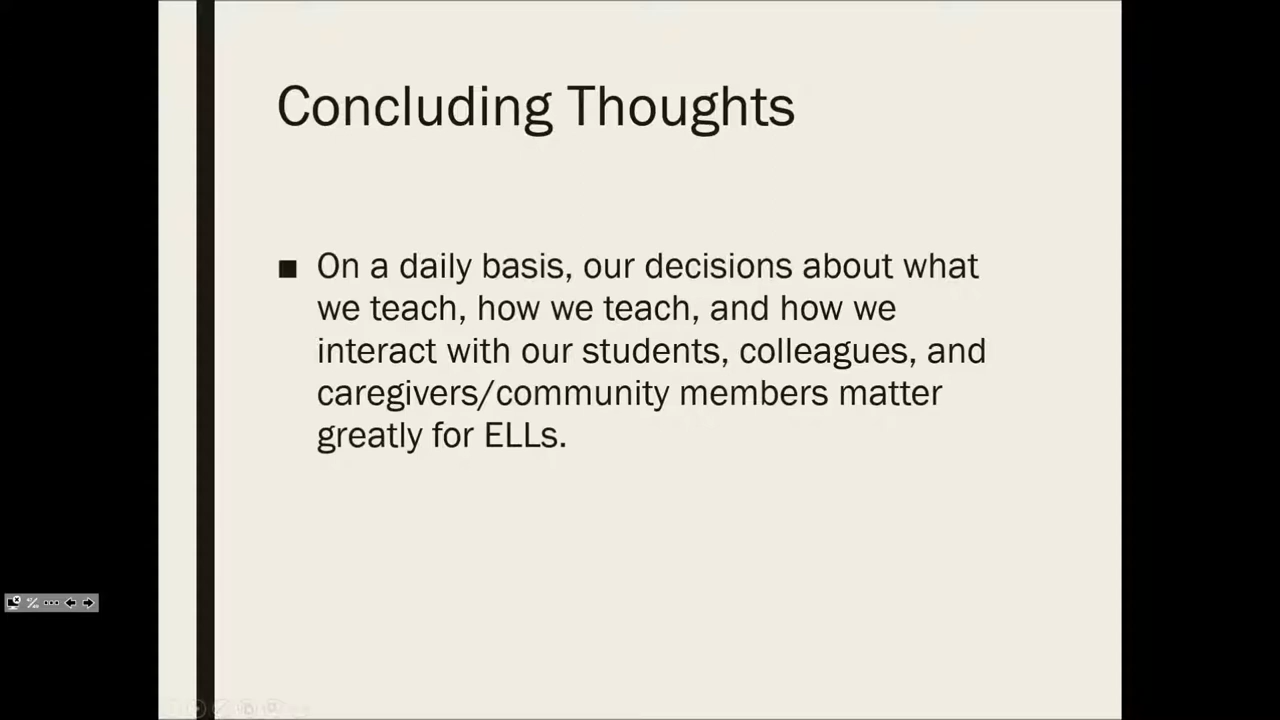 Concluding Thoughts
■ On a daily basis, our decisions about what
we teach, how we teach, and how we
interact with our students, colleagues, and
caregivers/community members matter
greatly for ELLs.